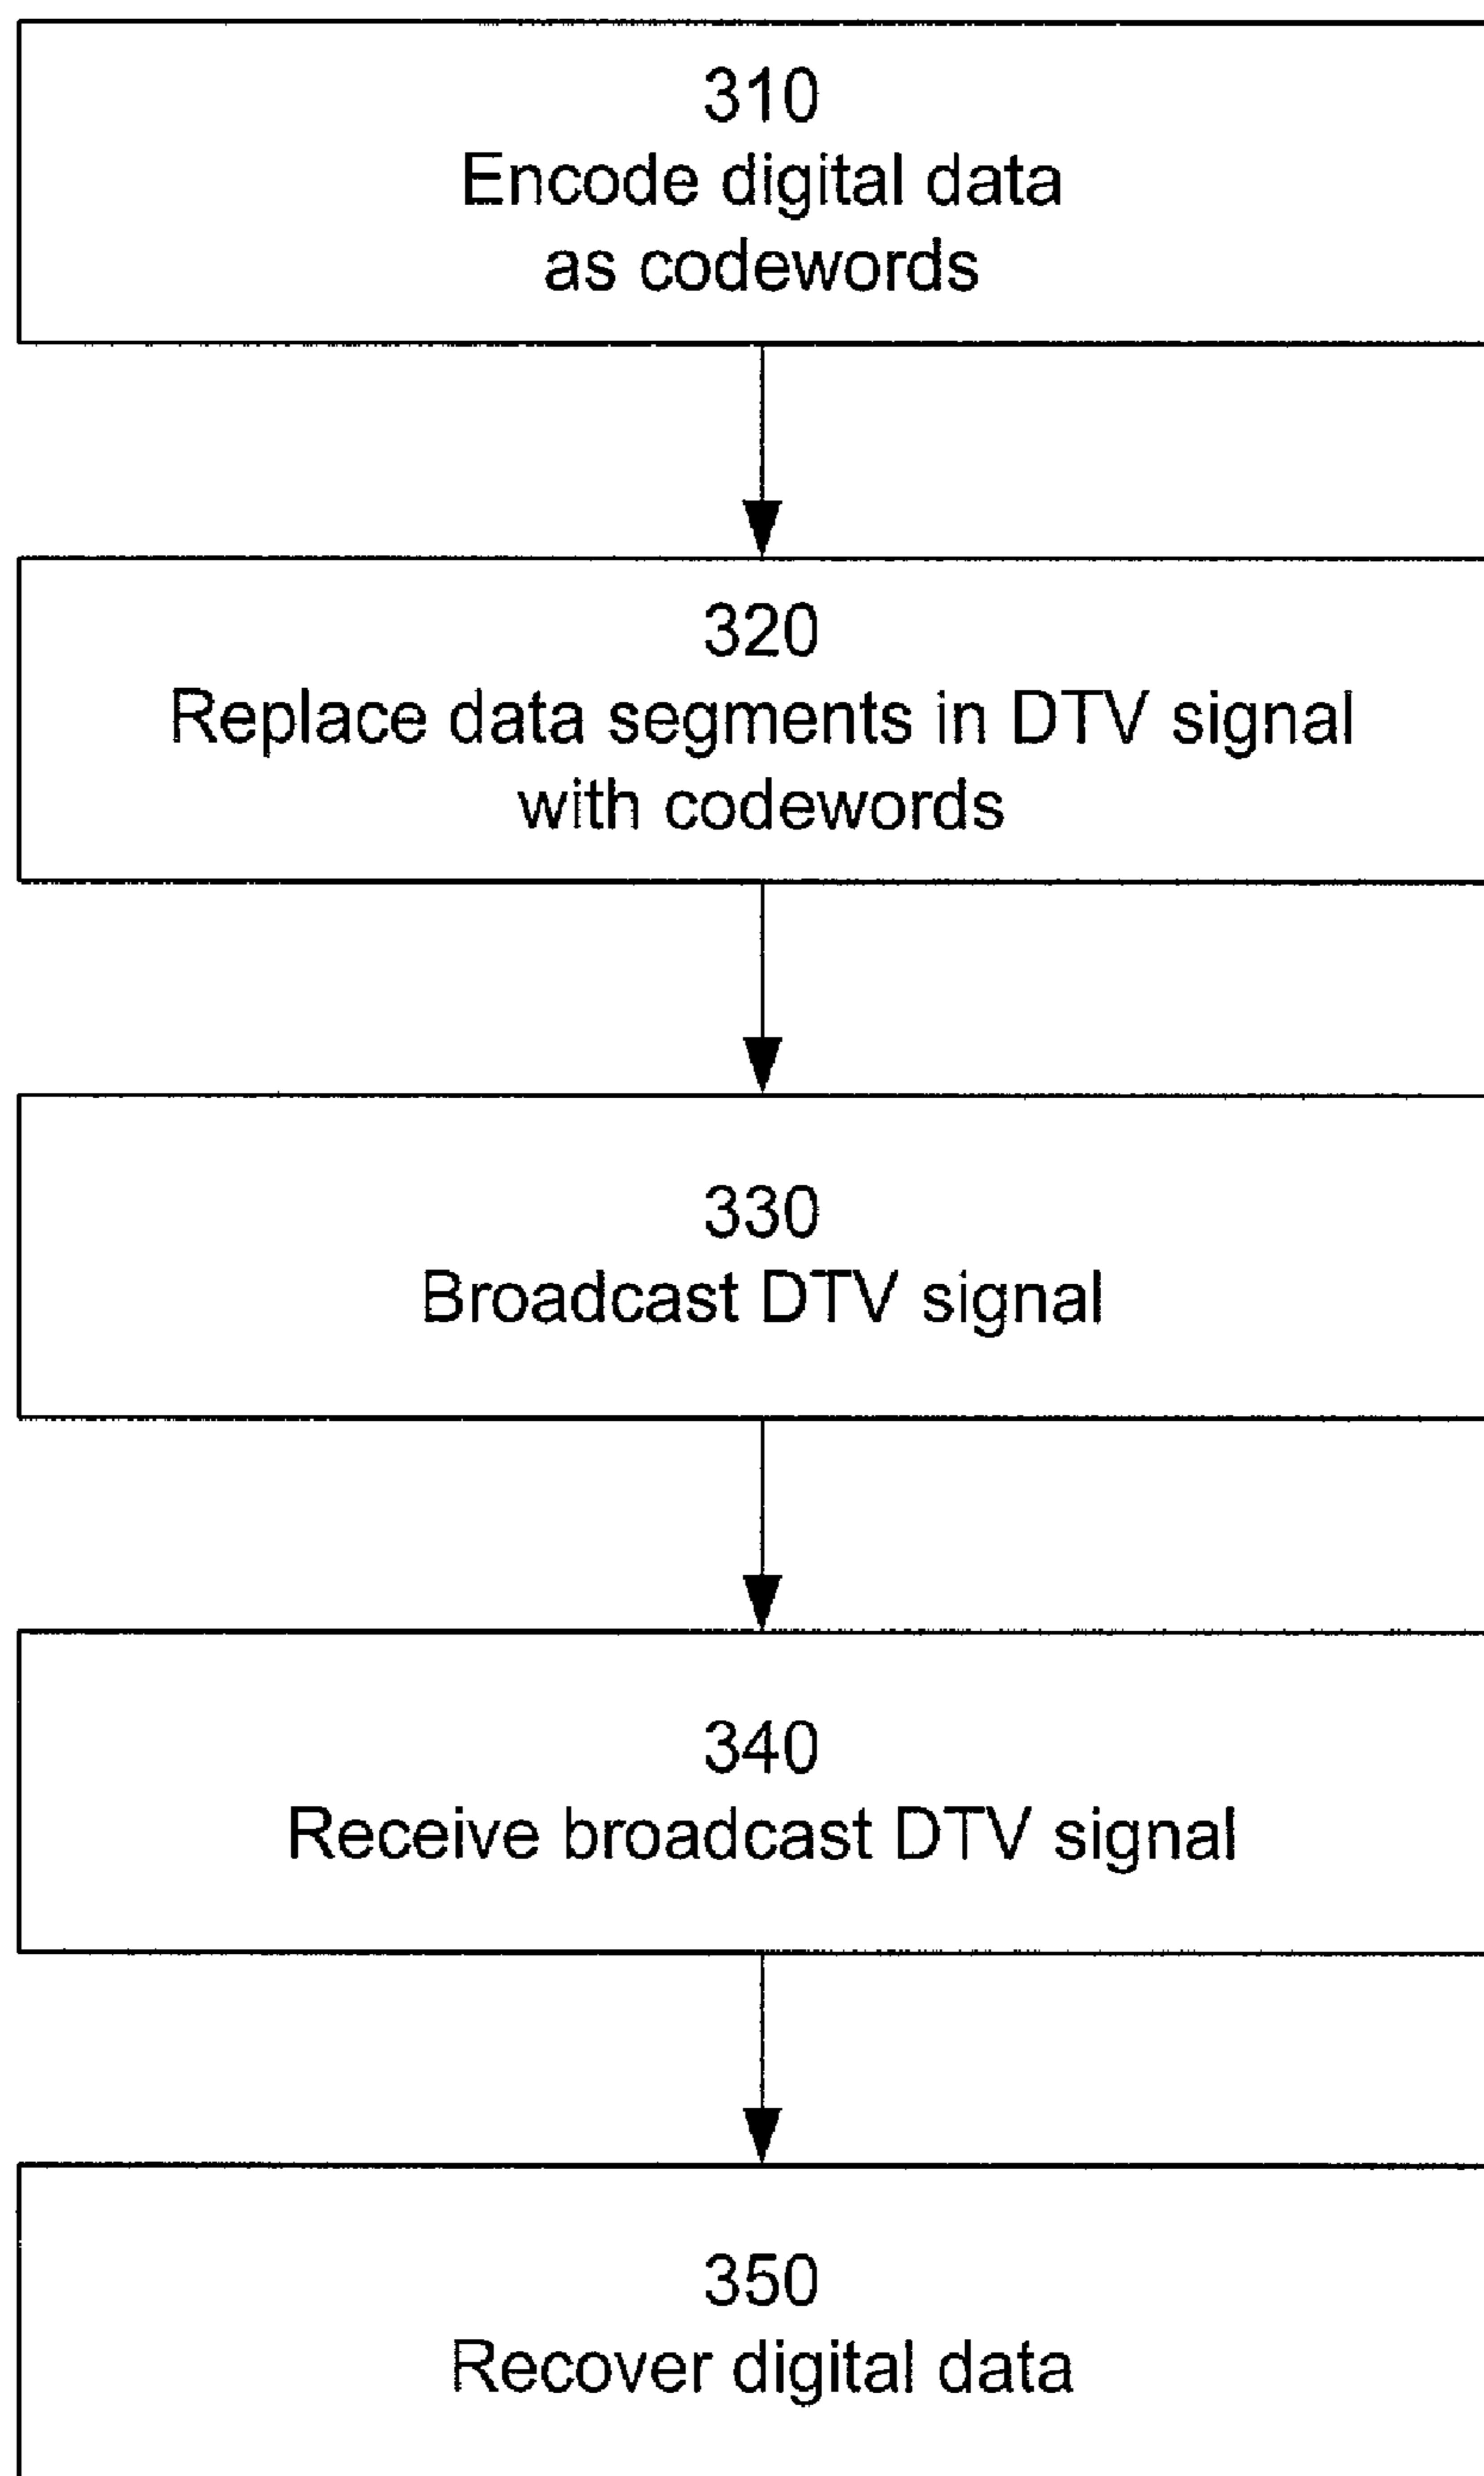 310
Encode digital data
as codewords
320
Replace data segments in DTV signal
with codewords
330
Broadcast DTV signal
340
Receive broadcast DTV signal
350
Recover digital data